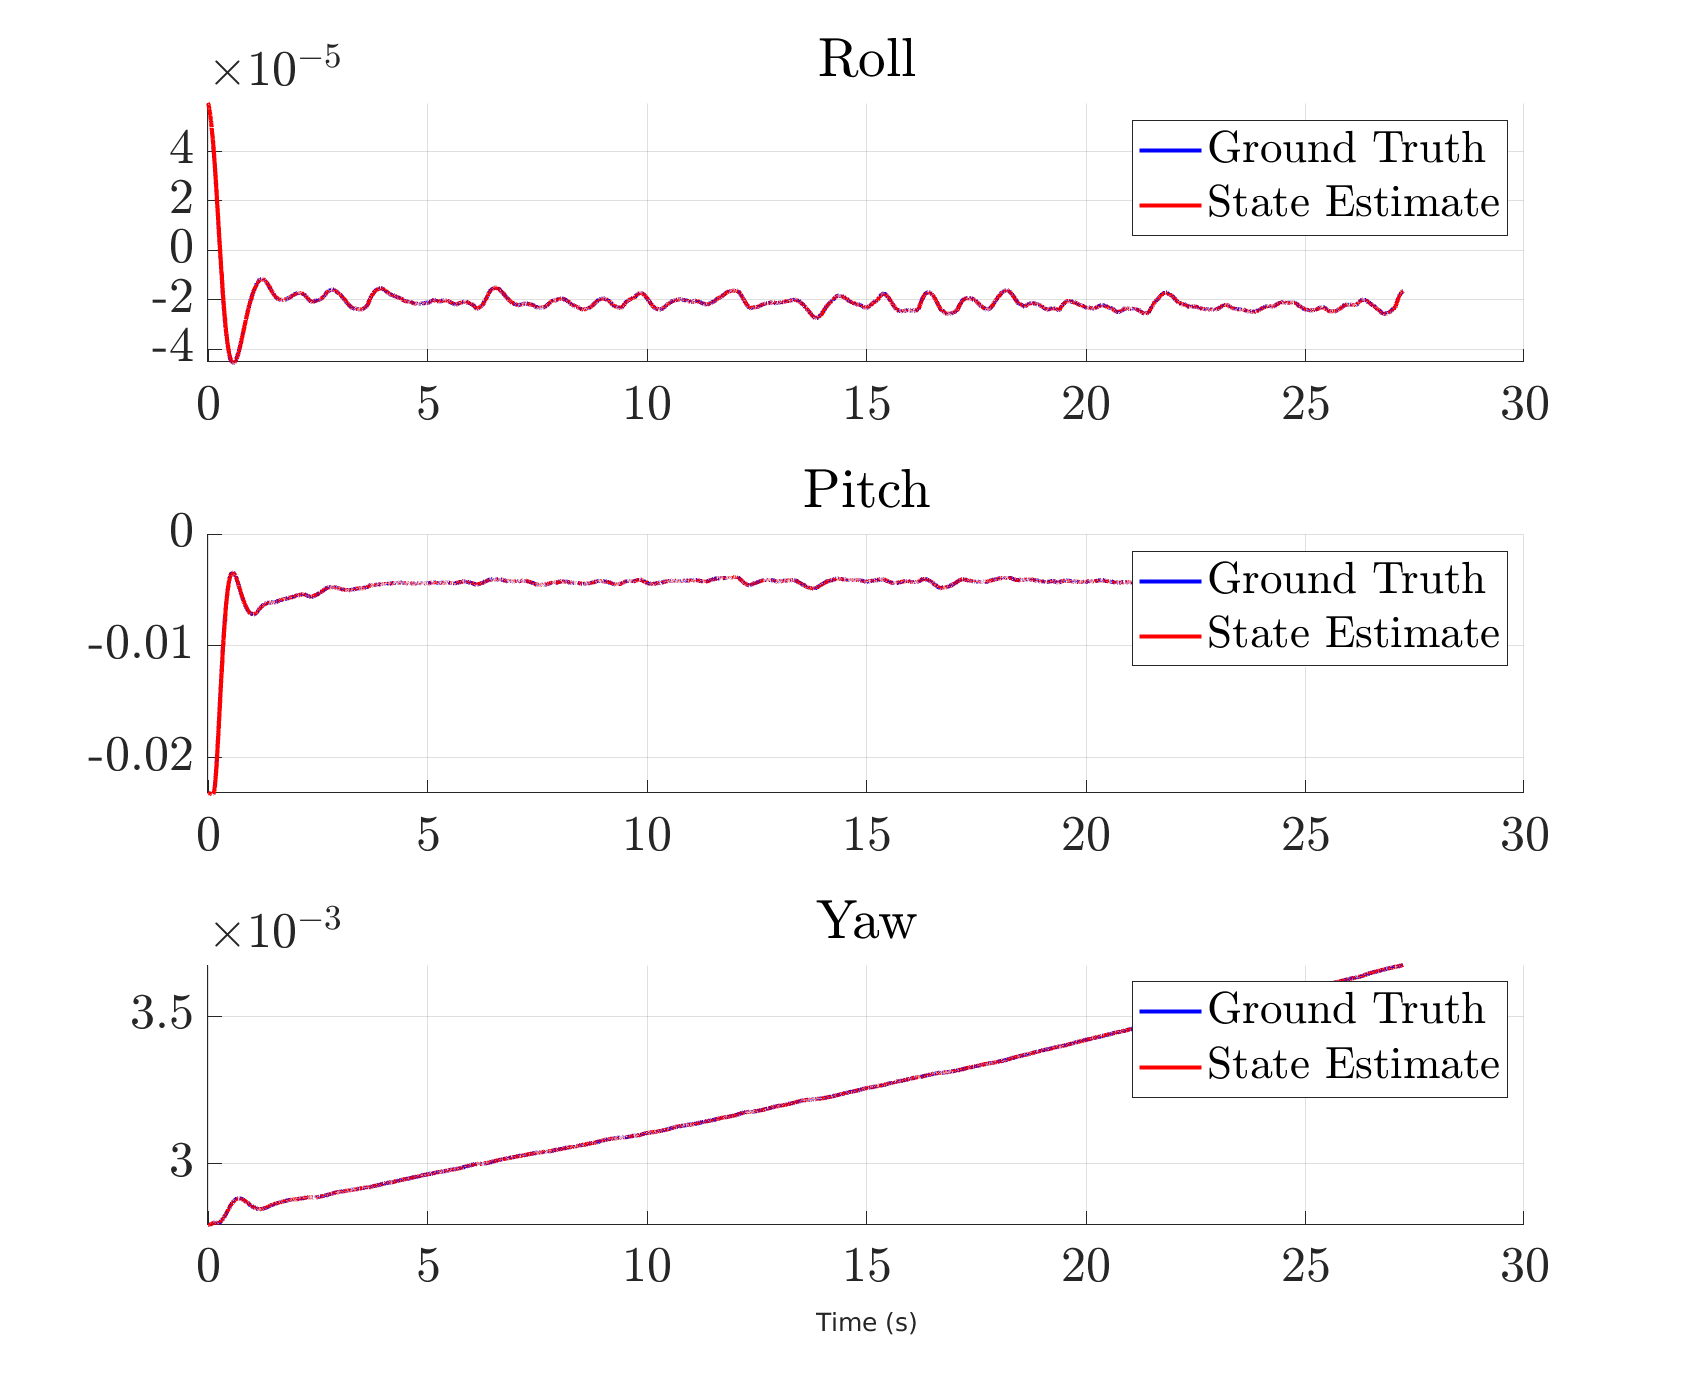 Roll
×10⁻⁵
4
2
0
-2
-4
0 5 10 15 20 25 30
Ground Truth
State Estimate
Pitch
0
-0.01
-0.02
0 5 10 15 20 25 30
Ground Truth
State Estimate
Yaw
×10⁻³
3.5
3
0 5 10 15 20 25 30
Ground Truth
State Estimate
Time (s)